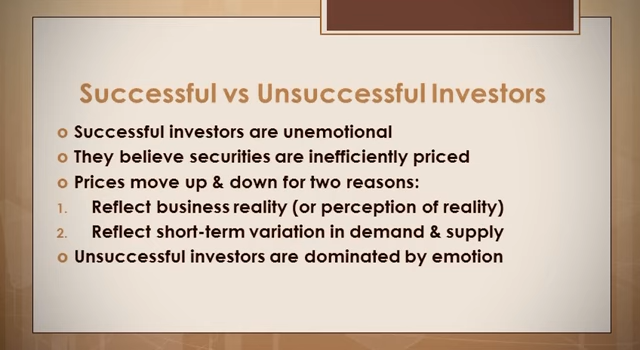 Successful vs Unsuccessful Investors
o Successful investors are unemotional
o They believe securities are inefficiently priced
o Prices move up & down for two reasons:
1. Reflect business reality (or perception of reality)
2. Reflect short-term variation in demand & supply
o Unsuccessful investors are dominated by emotion